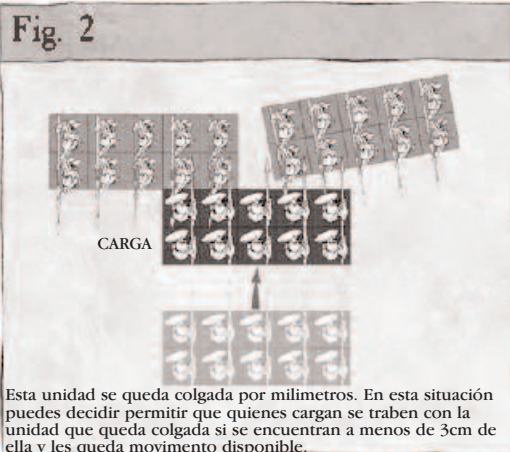 Fig. 2
CARGA
Esta unidad se queda colgada por milimetros. En esta situación
puedes decidir permitir que quienes cargan se traben con la
unidad que queda colgada si se encuentran a menos de 3cm de
ella y les queda movimento disponible.